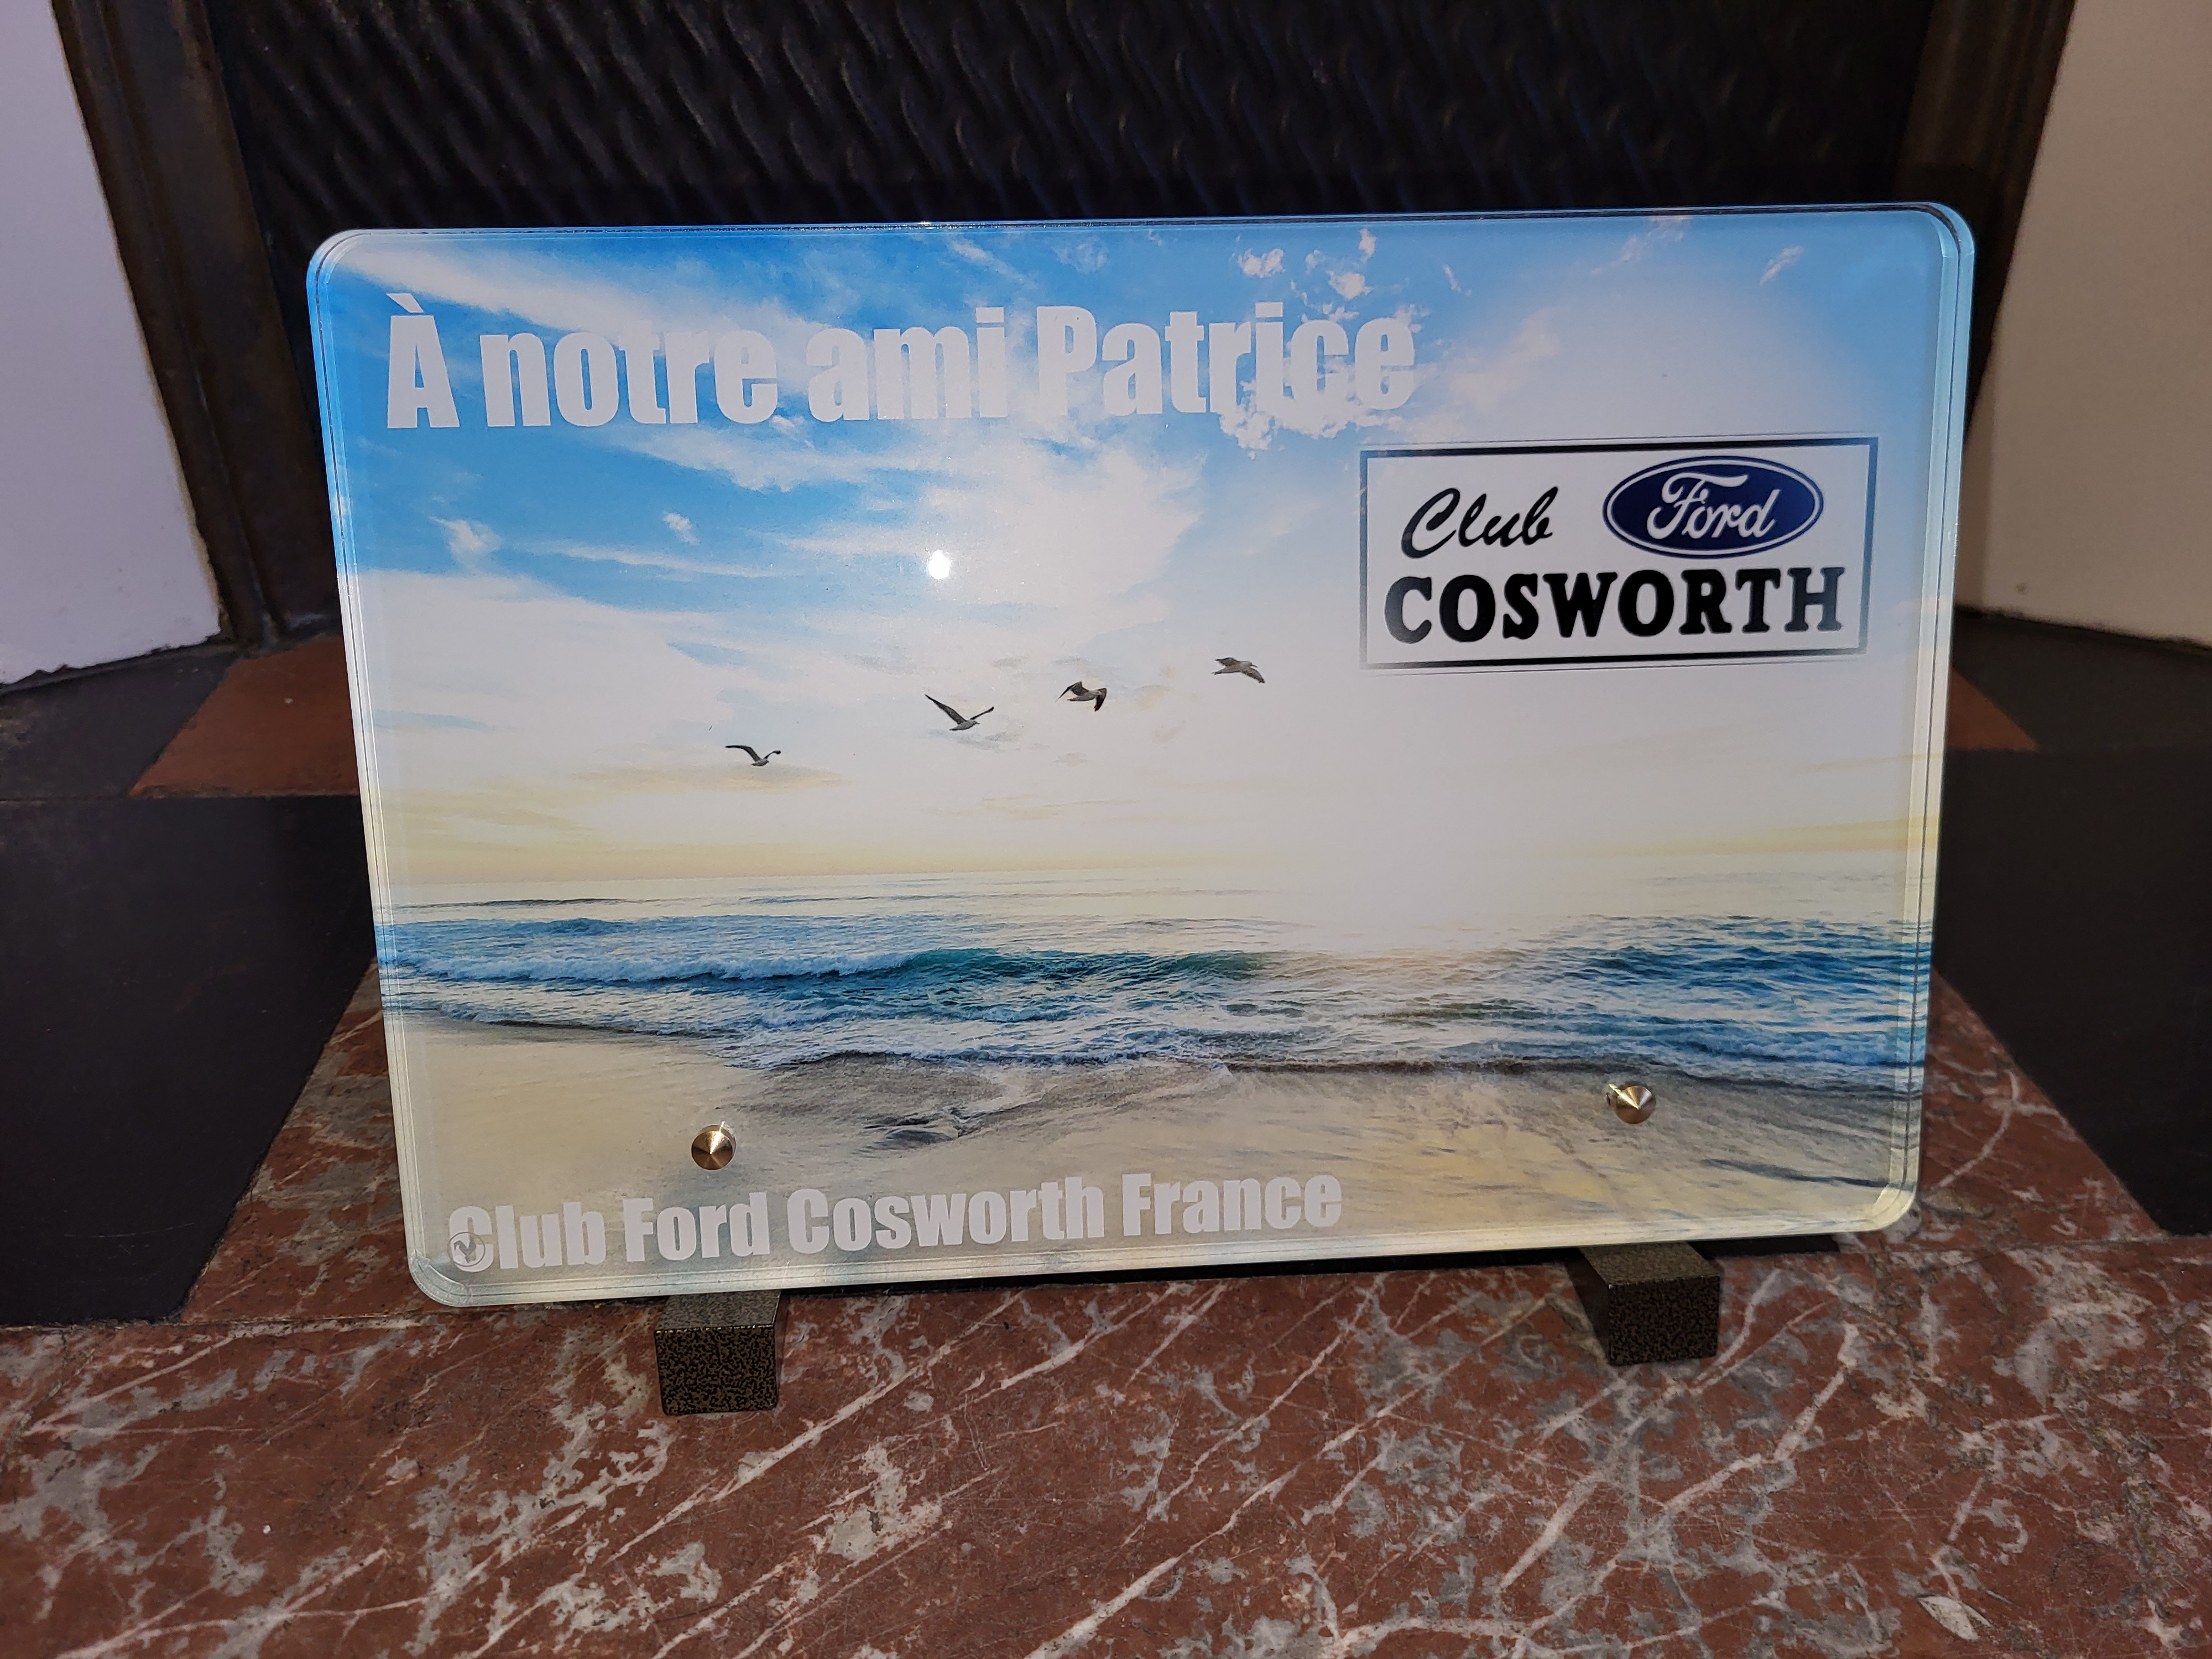 À notre ami Patrice
Club Ford
COSWORTH
Club Ford Cosworth France